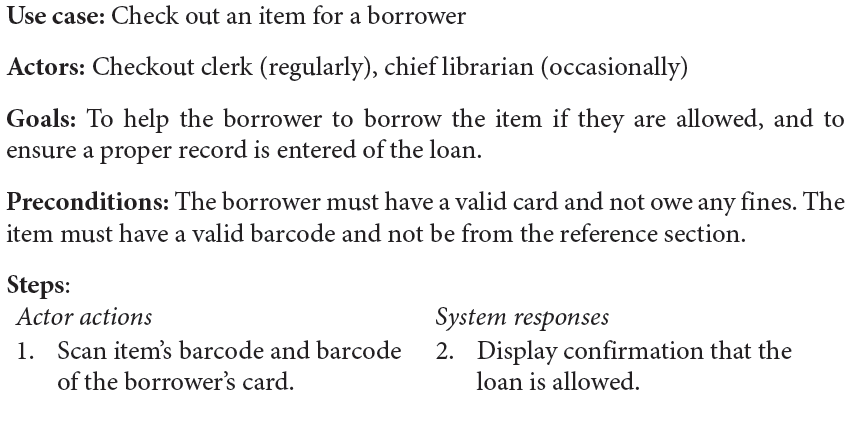 Use case: Check out an item for a borrower
Actors: Checkout clerk (regularly), chief librarian (occasionally)
Goals: To help the borrower to borrow the item if they are allowed, and to
ensure a proper record is entered of the loan.
Preconditions: The borrower must have a valid card and not owe any fines. The
item must have a valid barcode and not be from the reference section.
Steps:
Actor actions
1. Scan item’s barcode and barcode
of the borrower’s card.
System responses
2. Display confirmation that the
loan is allowed.